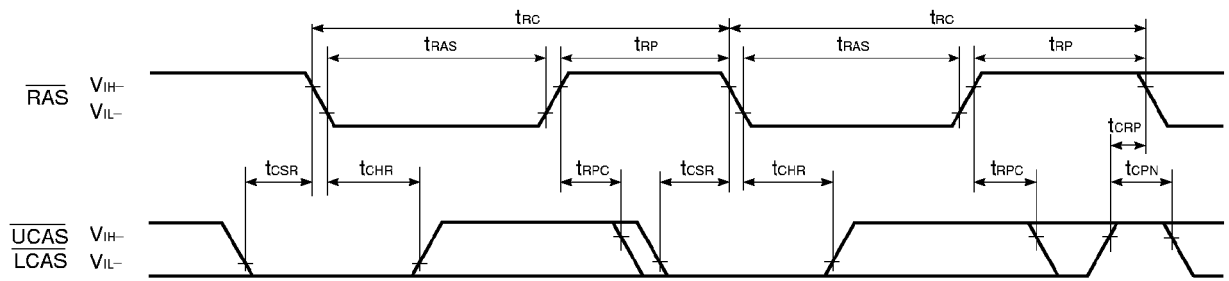 tRC tRC
tRAS tRP tRAS tRP
RAS VIH–
VIL–
tCRP
tCSR tCHR tRPC tCSR tCHR tRPC tCPN
UCAS VIH–
LCAS VIL–